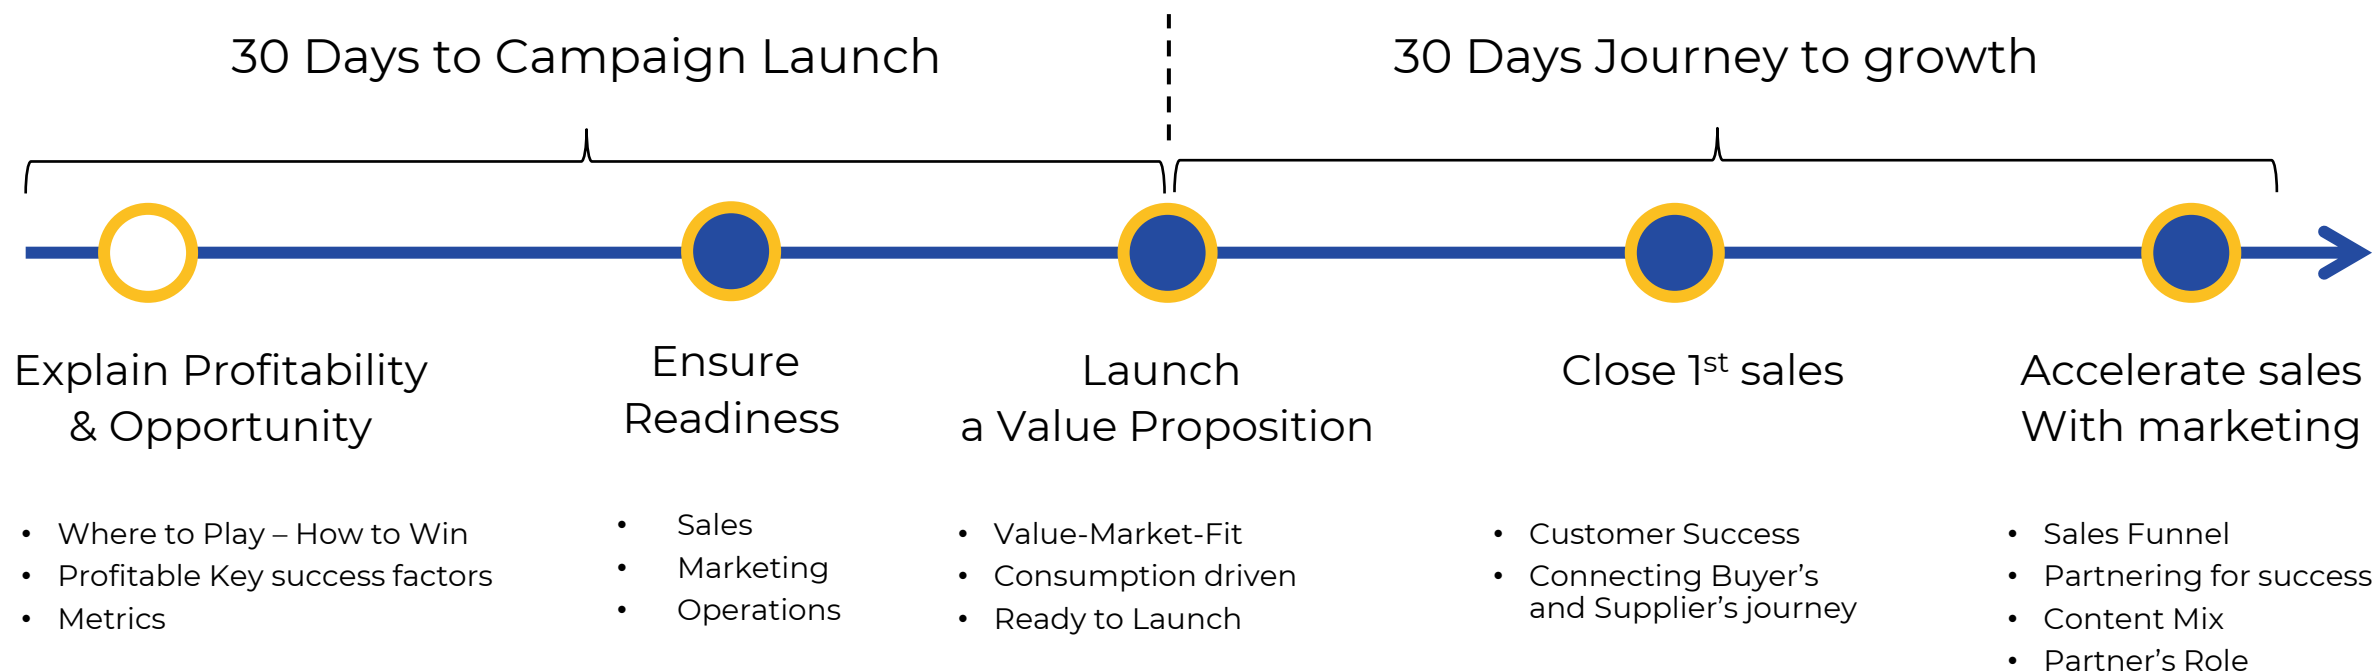 30 Days to Campaign Launch
30 Days Journey to growth
Explain Profitability
& Opportunity
• Where to Play – How to Win
• Profitable Key success factors
• Metrics
Ensure
Readiness
• Sales
• Marketing
• Operations
Launch
a Value Proposition
• Value-Market-Fit
• Consumption driven
• Ready to Launch
Close 1st sales
• Customer Success
• Connecting Buyer’s
and Supplier’s journey
Accelerate sales
With marketing
• Sales Funnel
• Partnering for success
• Content Mix
• Partner’s Role